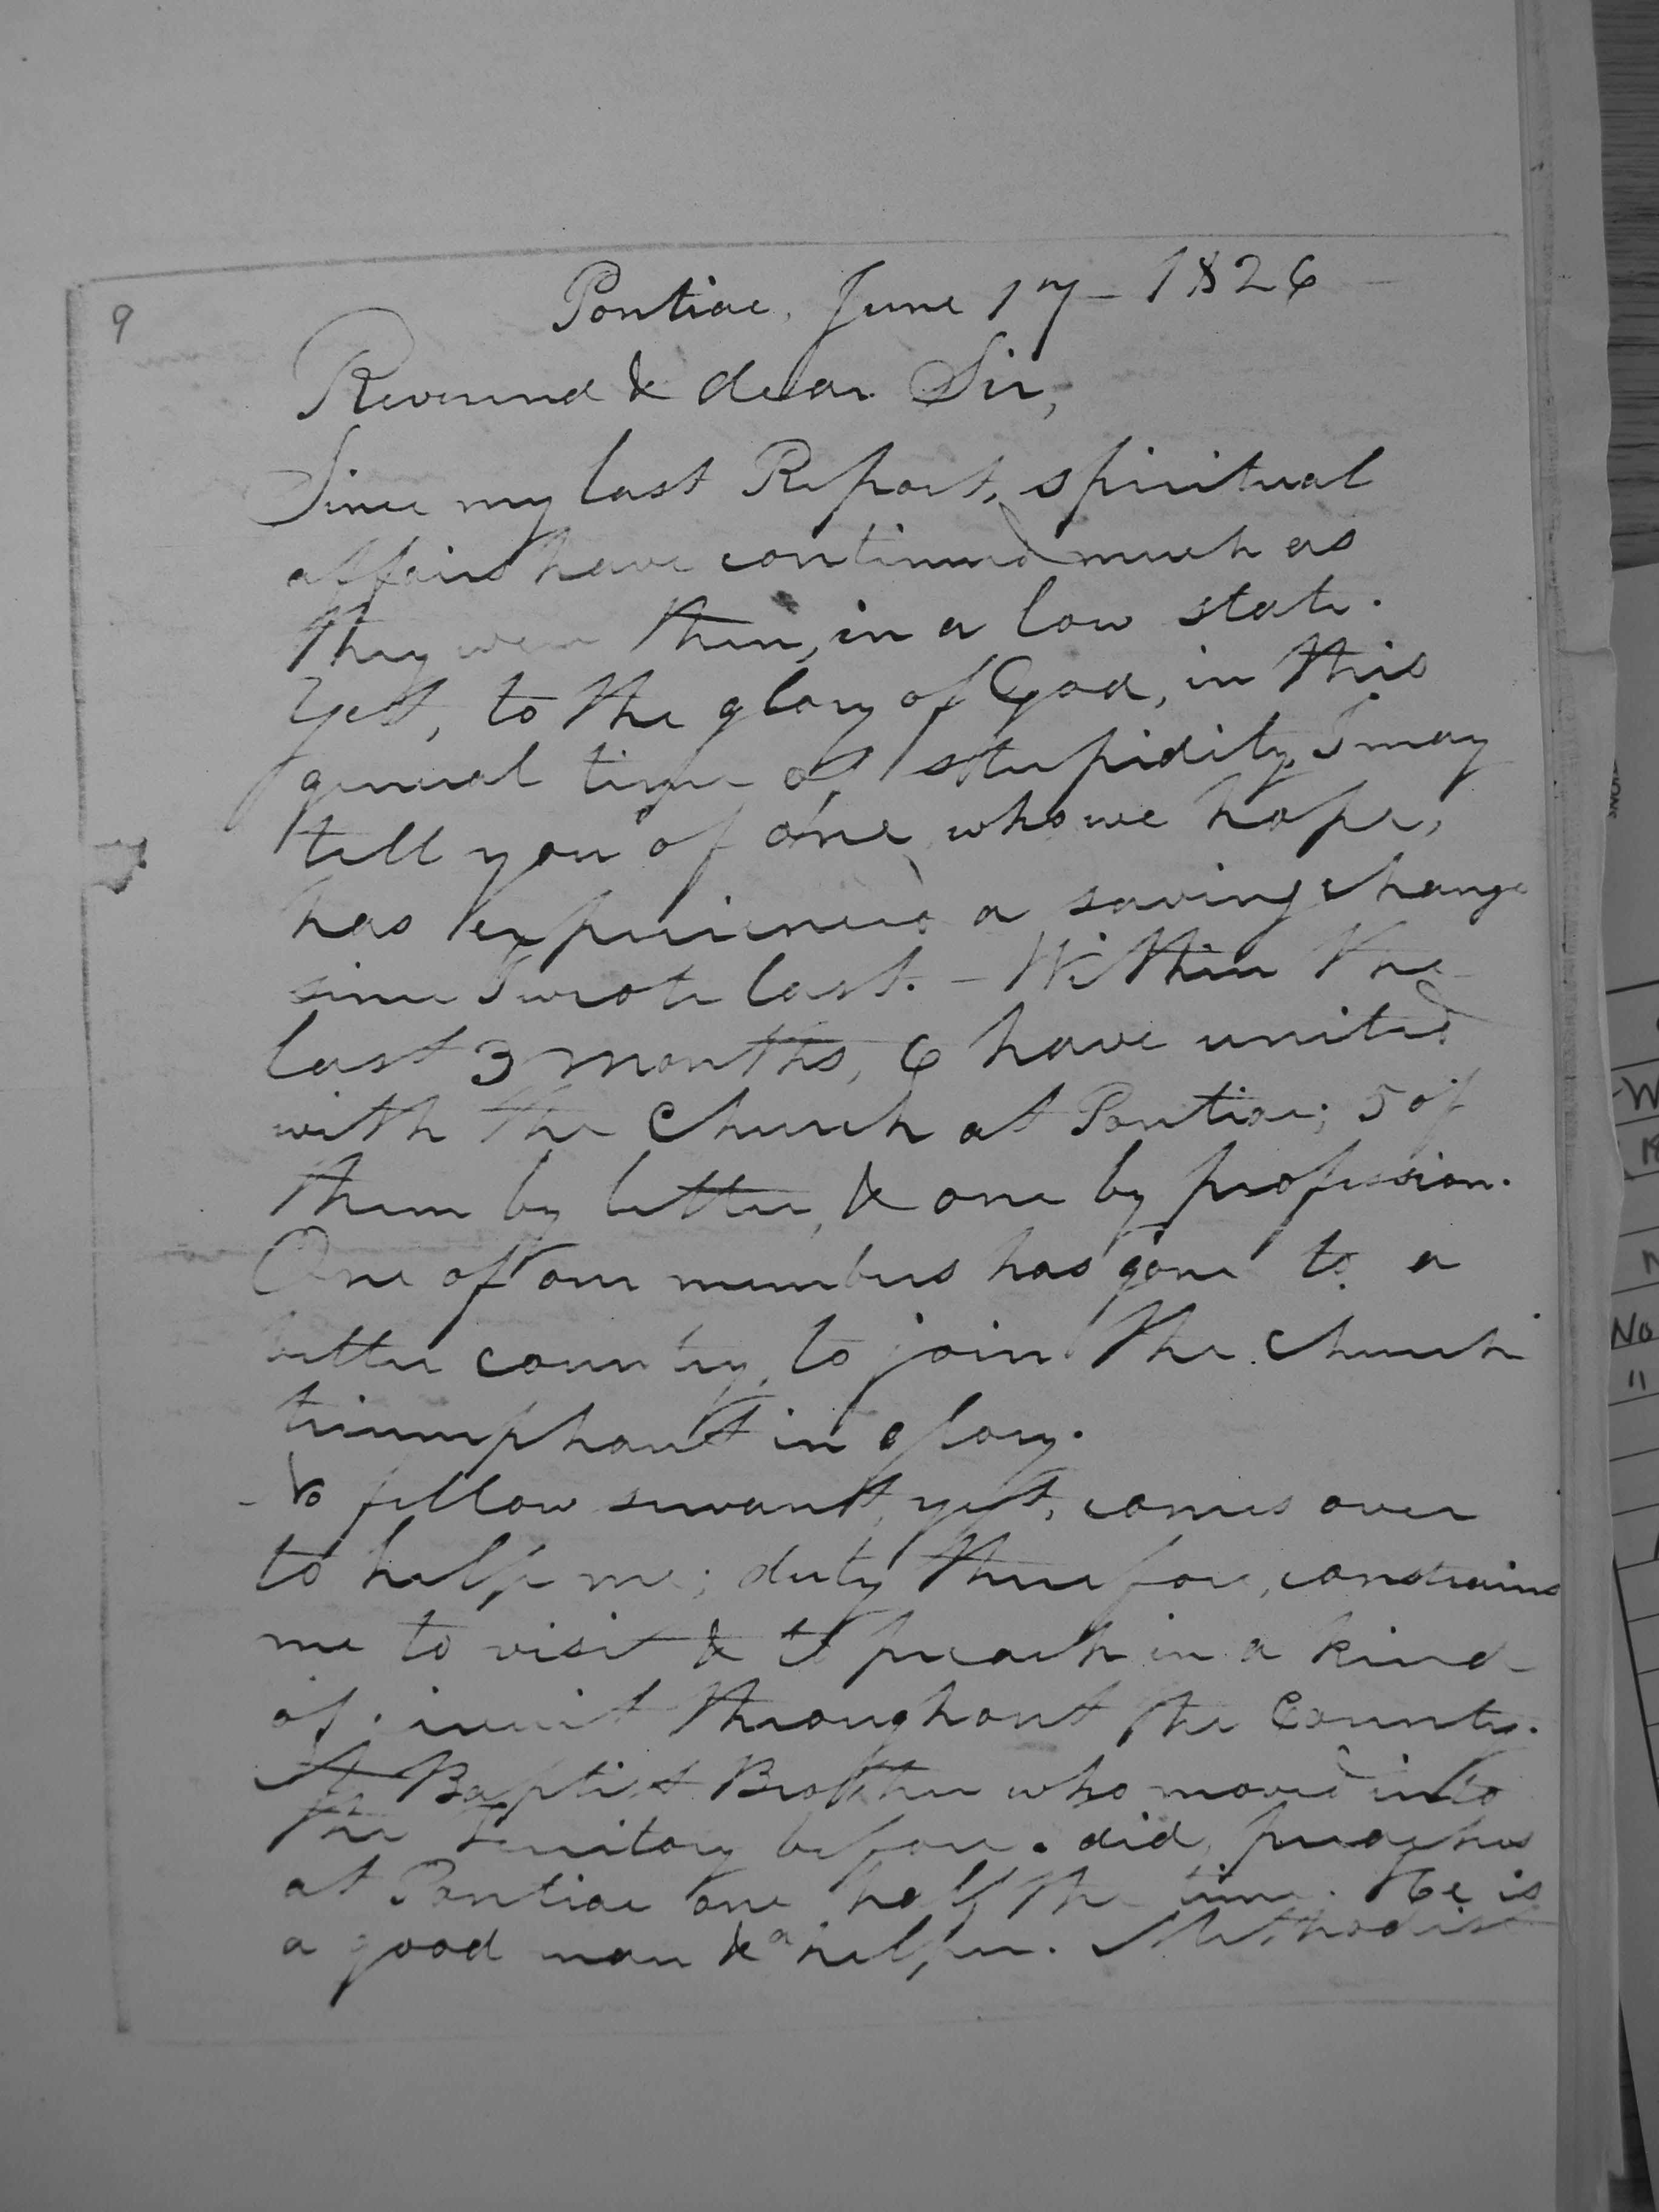 9
Pontiac, June 17 - 1826
Reverend & dear Sir,
Since my last Report, spiritual
affairs have continued much as
they were then, in a low state.
Yet, to the glory of God, in this
general time of stupidity, I may
tell you of one, who we hope,
has experienced a saving change
since I wrote last. - Within the
last 3 months, 6 have united
with the Church at Pontiac; 5 of
them by letter, & one by profession.
One of our members has gone to a
better country, to join the church
triumphant in glory.
- No fellow servant, yet, comes over
to help me; duty therefore, constrains
me to visit & to preach in a kind
of circuit throughout the County.
A Baptist Brother who moved into
the Territory before I did, preaches
at Pontiac one half the time. He is
a good man & a helper. Methodist
W
No
"